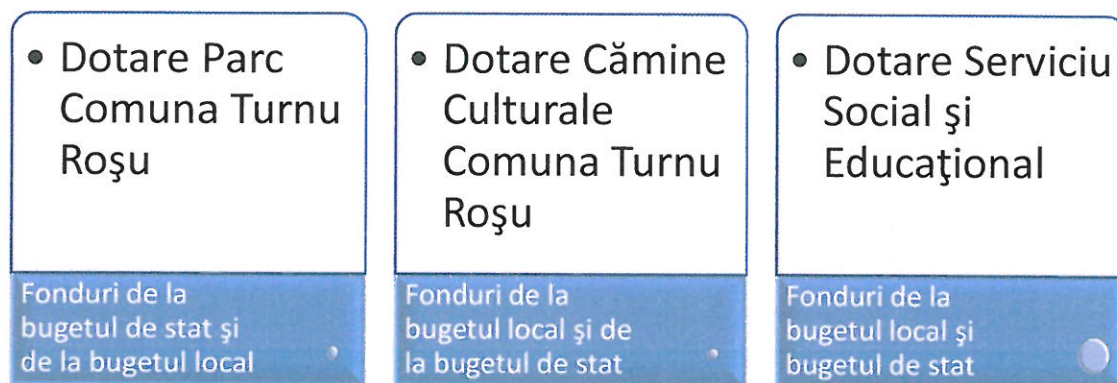 • Dotare Parc
Comuna Turnu
Roşu
Fonduri de la
bugetul de stat şi
de la bugetul local
• Dotare Cămine
Culturale
Comuna Turnu
Roşu
Fonduri de la
bugetul local şi de
la bugetul de stat
• Dotare Serviciu
Social şi
Educaţional
Fonduri de la
bugetul local şi
bugetul de stat